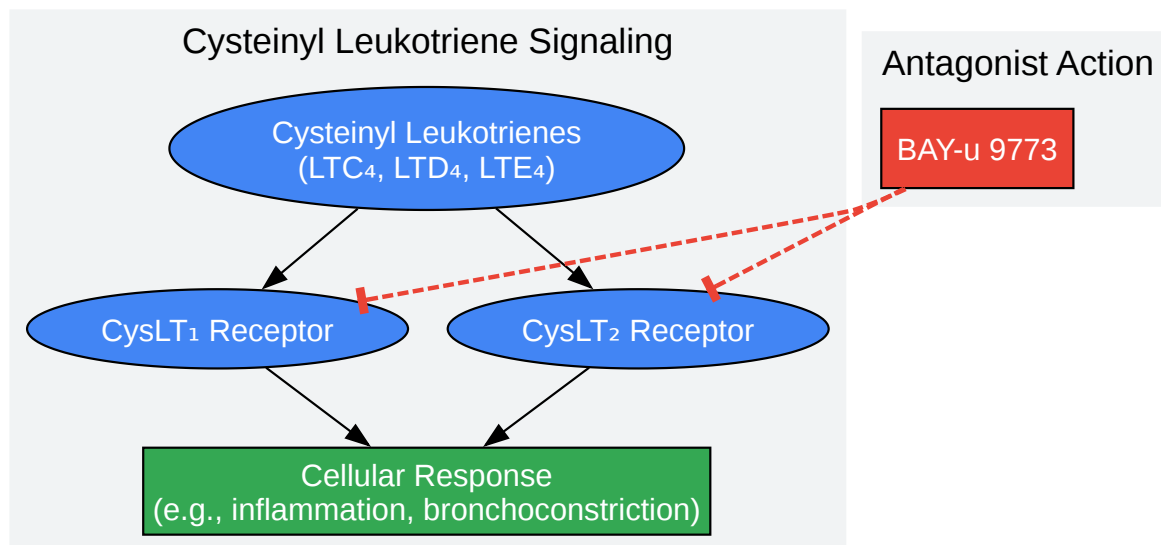 Cysteinyl Leukotriene Signaling
Antagonist Action
Cysteinyl Leukotrienes
(LTC₄, LTD₄, LTE₄)
BAY-u 9773
CysLT₁ Receptor
CysLT₂ Receptor
Cellular Response
(e.g., inflammation, bronchoconstriction)